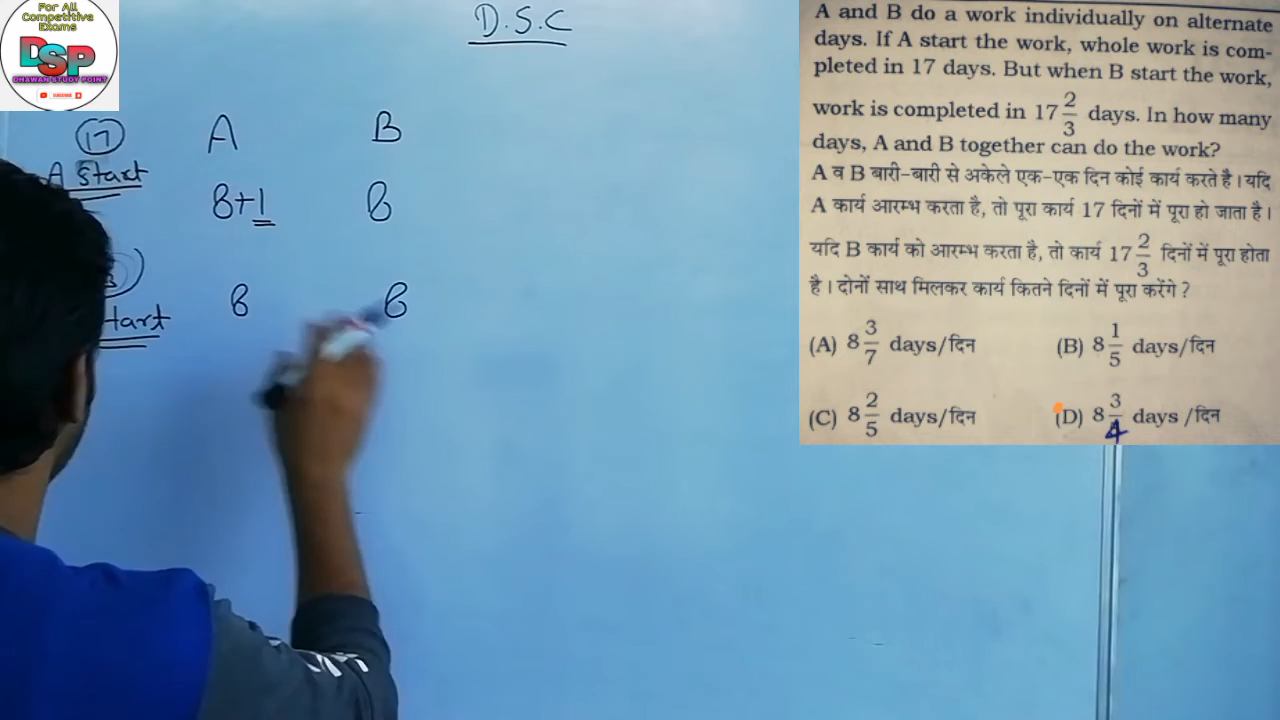 For All
Competitive
Exams
DSP
DHAWAN STUDY POINT
SUBSCRIBE
D.S.C
17 A B
A Start
8+1 8
8 8
tart
A and B do a work individually on alternate
days. If A start the work, whole work is com-
pleted in 17 days. But when B start the work,
work is completed in 17 2/3 days. In how many
days, A and B together can do the work?
A व B बारी-बारी से अकेले एक-एक दिन कोई कार्य करते है। यदि
A कार्य आरम्भ करता है, तो पूरा कार्य 17 दिनों में पूरा हो जाता है।
यदि B कार्य को आरम्भ करता है, तो कार्य 17 2/3 दिनों में पूरा होता
है। दोनों साथ मिलकर कार्य कितने दिनों में पूरा करेंगे ?
(A) 8 3/7 days/दिन (B) 8 1/5 days/दिन
(C) 8 2/5 days/दिन (D) 8 3/4 days /दिन